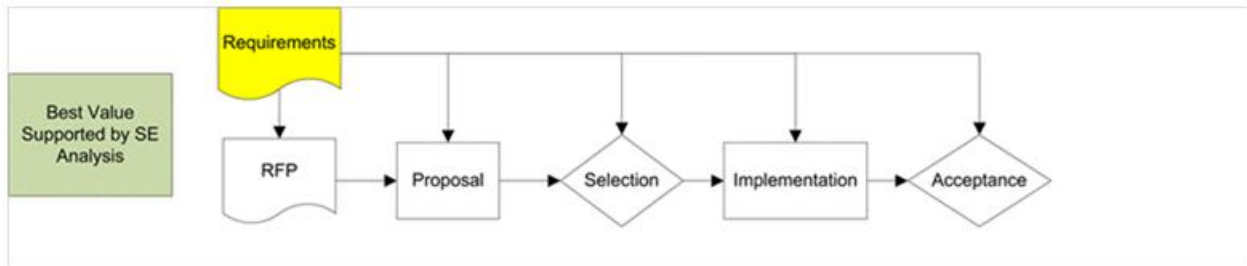 Requirements
Best Value
Supported by SE
Analysis
RFP
Proposal
Selection
Implementation
Acceptance